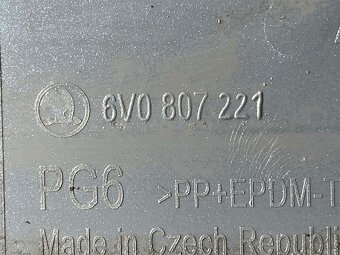 6V0 807 221
PG6 >PP+EPDM-T
Made in Czech Republi